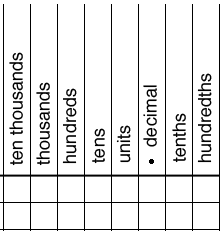 ten thousands
thousands
hundreds
tens
units
• decimal
tenths
hundredths